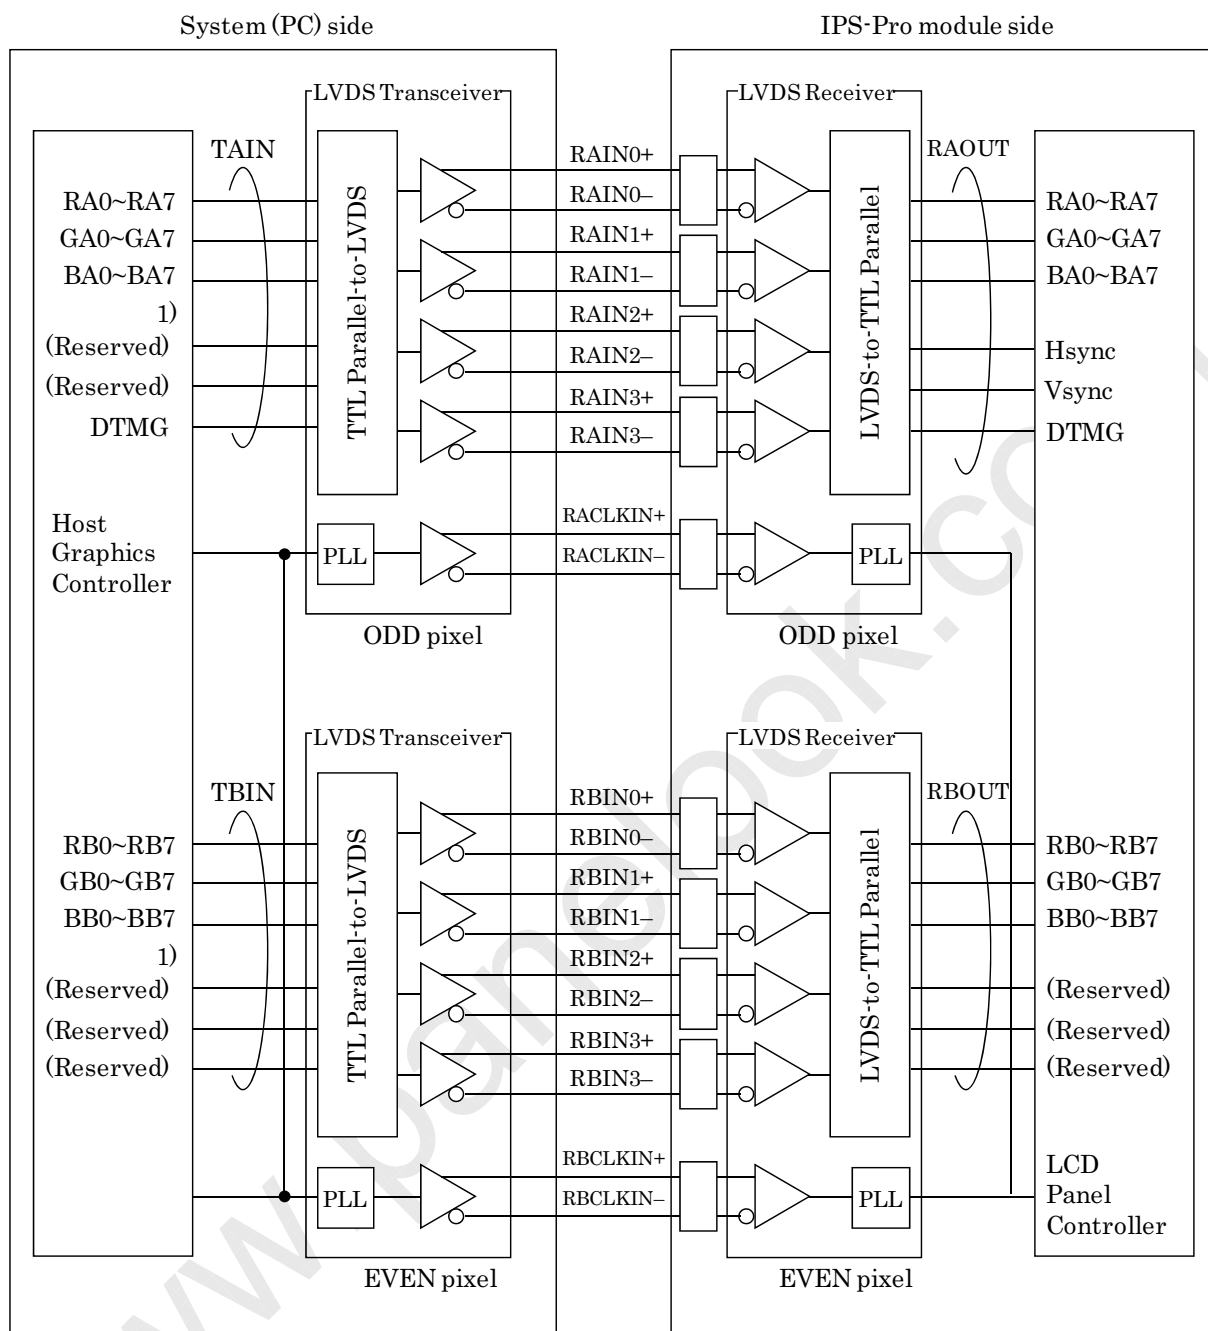 System (PC) side
IPS-Pro module side
LVDS Transceiver
LVDS Receiver
TAIN
RAOUT
TTL Parallel-to-LVDS
LVDS-to-TTL Parallel
RA0~RA7
GA0~GA7
BA0~BA7
1)
(Reserved)
(Reserved)
DTMG
RAIN0+
RAIN0–
RAIN1+
RAIN1–
RAIN2+
RAIN2–
RAIN3+
RAIN3–
RA0~RA7
GA0~GA7
BA0~BA7
Hsync
Vsync
DTMG
Host
Graphics
Controller
PLL
RACLKIN+
RACLKIN–
PLL
ODD pixel
ODD pixel
LVDS Transceiver
LVDS Receiver
TBIN
RBOUT
TTL Parallel-to-LVDS
LVDS-to-TTL Parallel
RB0~RB7
GB0~GB7
BB0~BB7
1)
(Reserved)
(Reserved)
(Reserved)
RBIN0+
RBIN0–
RBIN1+
RBIN1–
RBIN2+
RBIN2–
RBIN3+
RBIN3–
RB0~RB7
GB0~GB7
BB0~BB7
(Reserved)
(Reserved)
(Reserved)
PLL
RBCLKIN+
RBCLKIN–
PLL
LCD
Panel
Controller
EVEN pixel
EVEN pixel
www.panelook.co